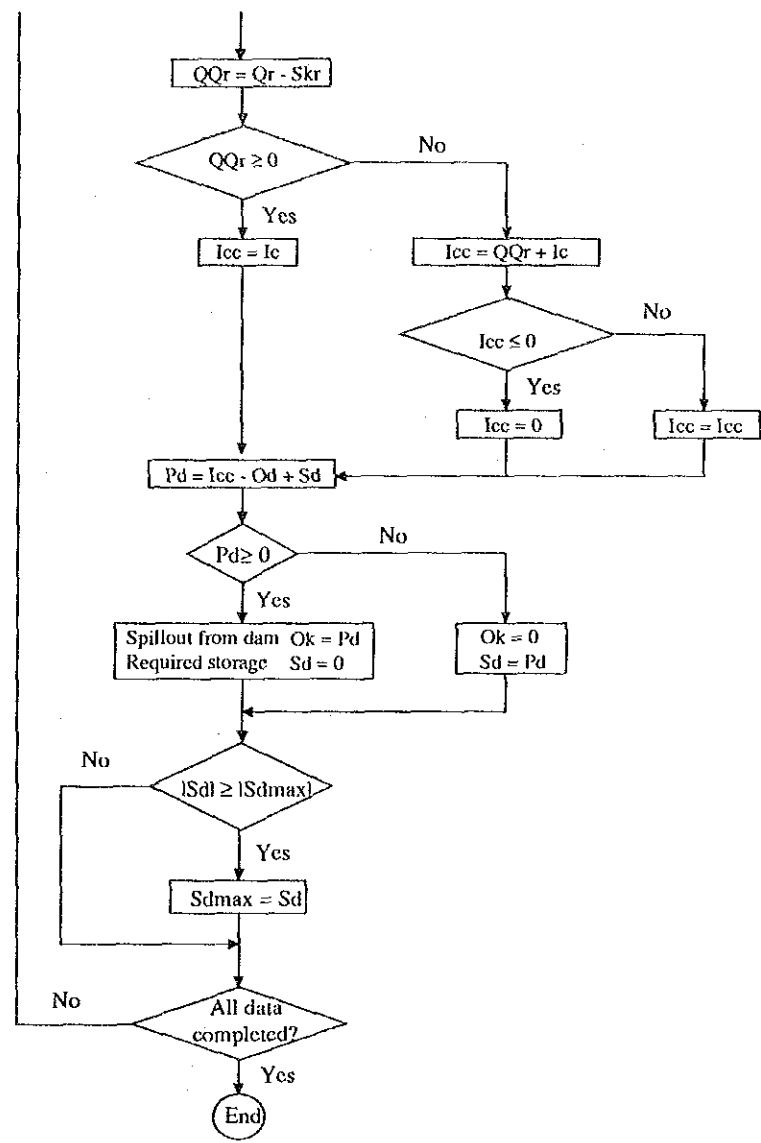 QQr = Qr - Skr
QQr ≥ 0
No
Yes
Icc = Ic
Icc = QQr + Ic
Icc ≤ 0
No
Yes
Icc = 0
Icc = Icc
Pd = Icc - Od + Sd
Pd ≥ 0
No
Yes
Spillout from dam Ok = Pd
Required storage Sd = 0
Ok = 0
Sd = Pd
No
|Sd| ≥ |Sdmax|
Yes
Sdmax = Sd
No
All data
completed?
Yes
End